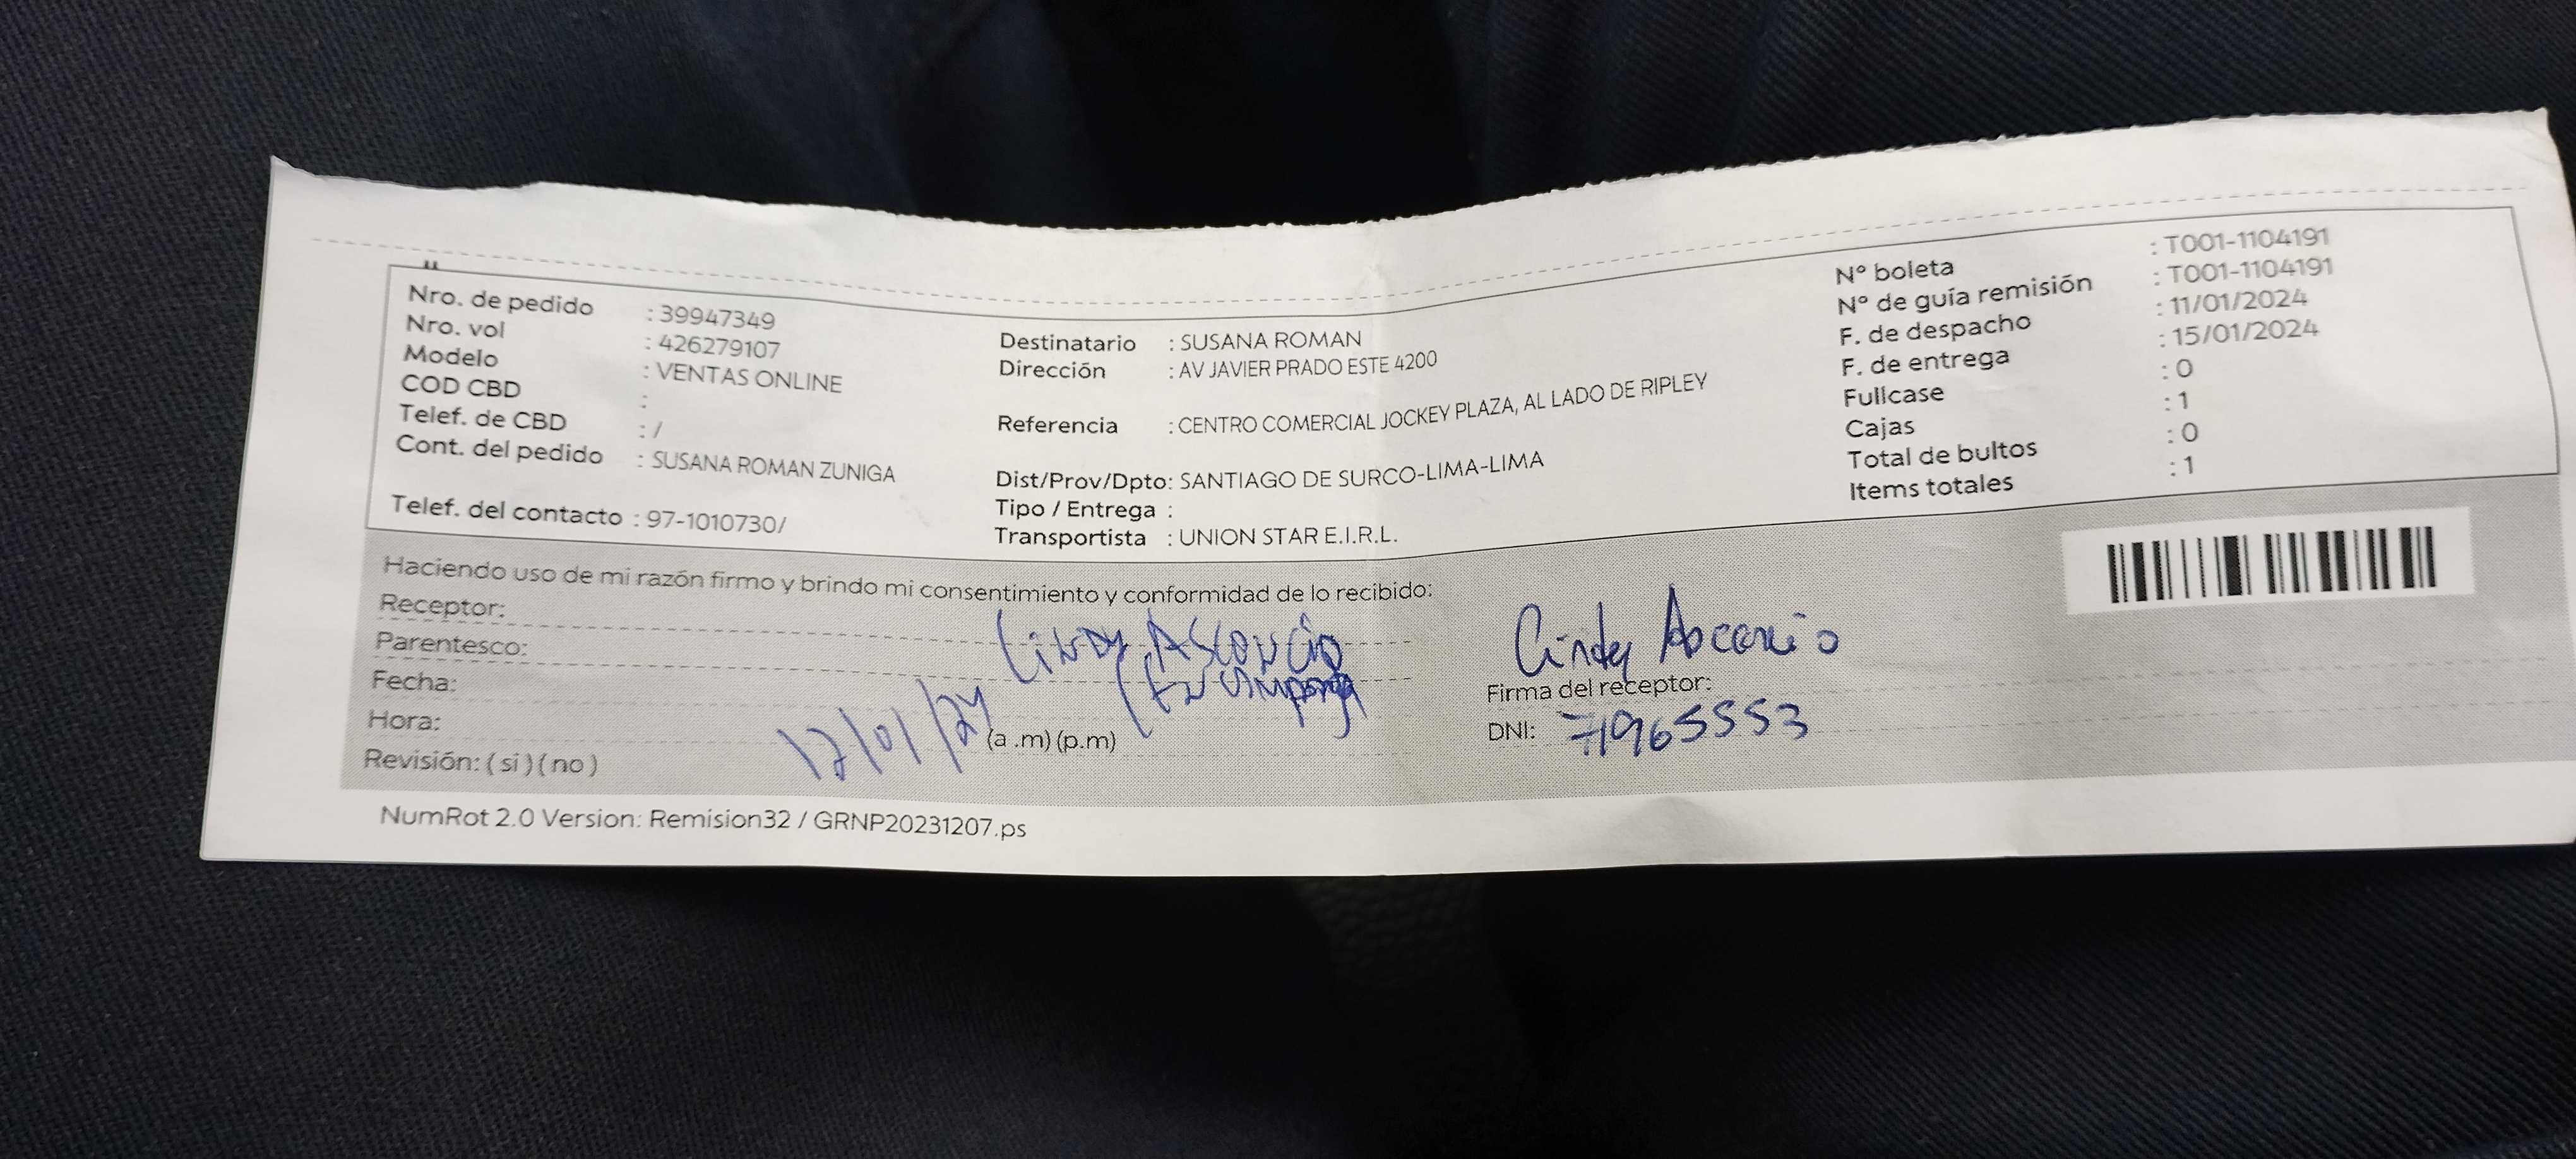 Nro. de pedido : 39947349
Nro. vol : 426279107
Modelo : VENTAS ONLINE
COD CBD :
Telef. de CBD : /
Cont. del pedido : SUSANA ROMAN ZUNIGA
Telef. del contacto : 97-1010730/
Destinatario : SUSANA ROMAN
Dirección : AV JAVIER PRADO ESTE 4200
Referencia : CENTRO COMERCIAL JOCKEY PLAZA, AL LADO DE RIPLEY
Dist/Prov/Dpto: SANTIAGO DE SURCO-LIMA-LIMA
Tipo / Entrega :
Transportista : UNION STAR E.I.R.L.
N° boleta : T001-1104191
N° de guía remisión : T001-1104191
F. de despacho : 11/01/2024
F. de entrega : 15/01/2024
Fullcase : 0
Cajas : 1
Total de bultos : 0
Items totales : 1
Haciendo uso de mi razón firmo y brindo mi consentimiento y conformidad de lo recibido:
Receptor: Cindy Ascencio
Parentesco:
Fecha: 12/01/24
Hora: (a .m) (p.m)
Revisión: ( si ) ( no )
Cindy Ascencio
Firma del receptor:
DNI: 71965553
NumRot 2.0 Version: Remision32 / GRNP20231207.ps